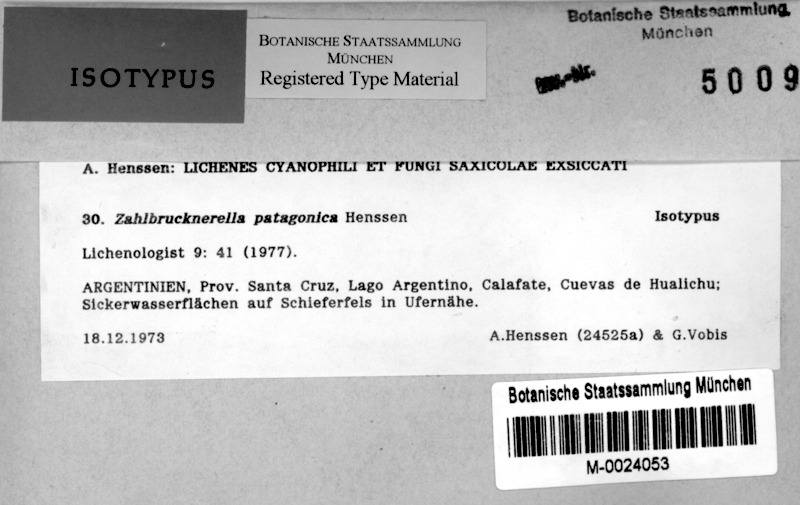 ISOTYPUS
BOTANISCHE STAATSSAMMLUNG
MÜNCHEN
Registered Type Material
Botanische Staatssammlung
München
Inv.-Nr.
5009
A. Henssen: LICHENES CYANOPHILI ET FUNGI SAXICOLAE EXSICCATI
30. Zahlbrucknerella patagonica Henssen Isotypus
Lichenologist 9: 41 (1977).
ARGENTINIEN, Prov. Santa Cruz, Lago Argentino, Calafate, Cuevas de Hualichu;
Sickerwasserflächen auf Schieferfels in Ufernähe.
18.12.1973 A.Henssen (24525a) & G.Vobis
Botanische Staatssammlung München
M-0024053